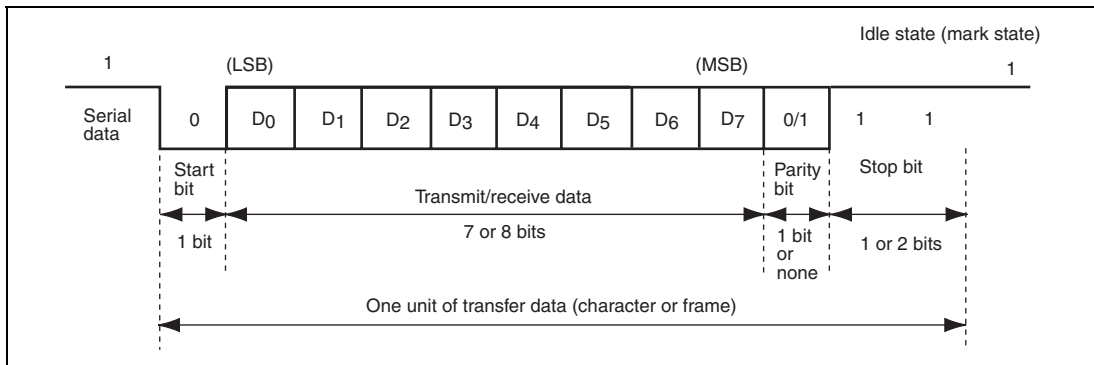 Idle state (mark state)
1 (LSB) (MSB) 1
Serial data
0 D0 D1 D2 D3 D4 D5 D6 D7 0/1 1 1
Start bit
Parity bit
Stop bit
Transmit/receive data
1 bit
7 or 8 bits
1 bit or none
1 or 2 bits
One unit of transfer data (character or frame)